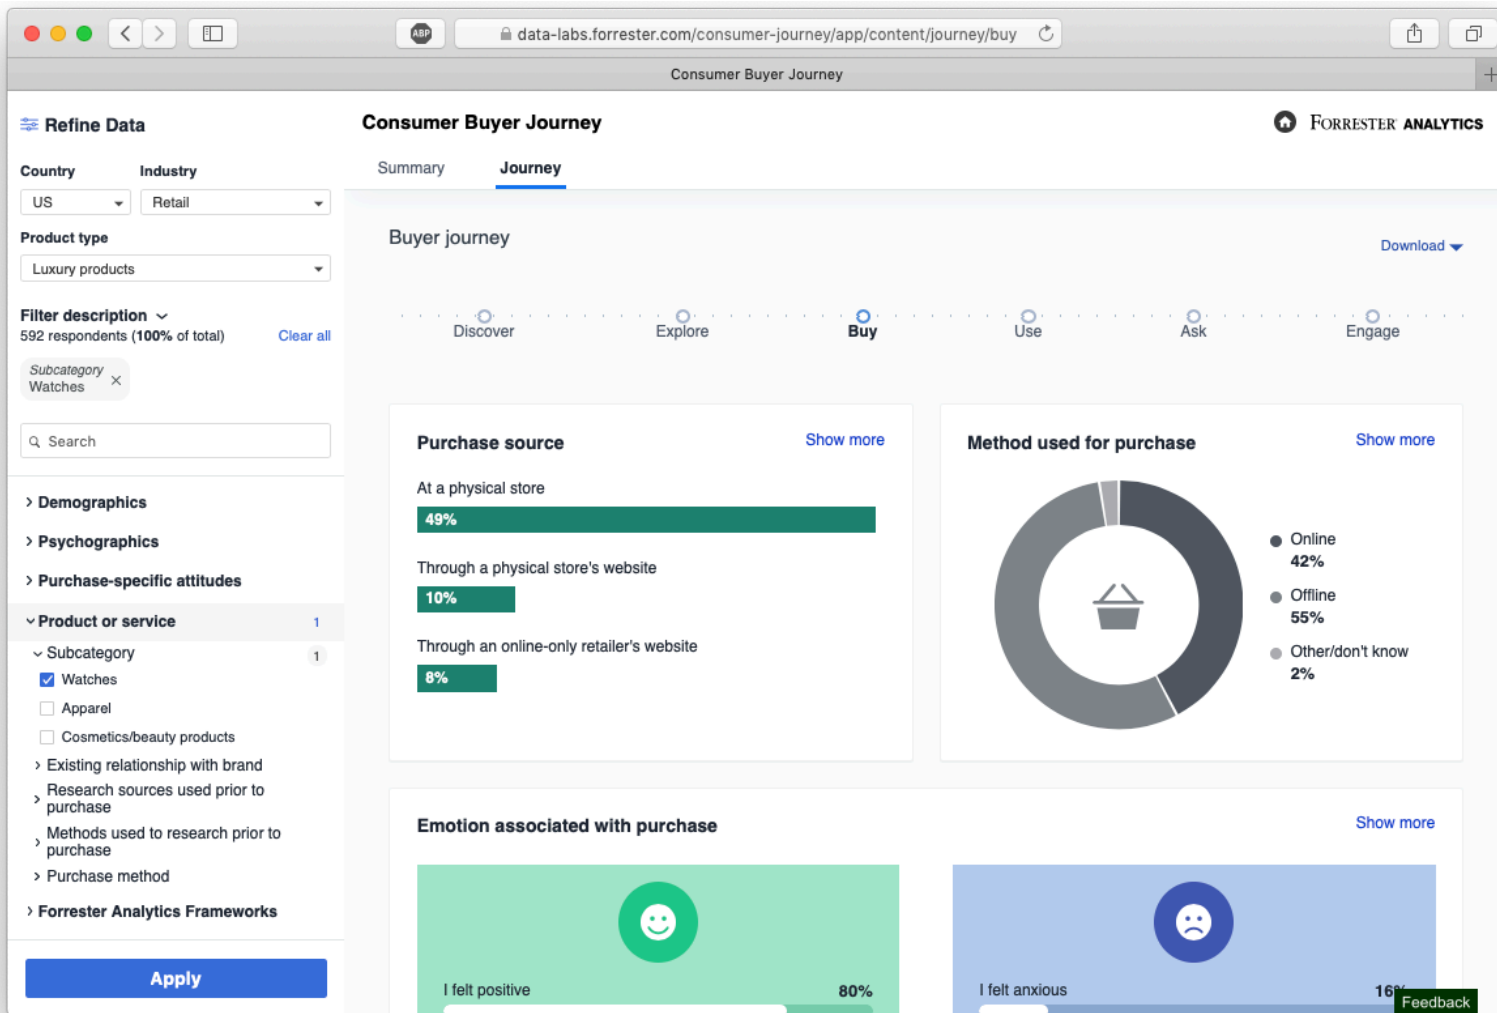 ABP
data-labs.forrester.com/consumer-journey/app/content/journey/buy
Consumer Buyer Journey
Refine Data
Country Industry
US Retail
Product type
Luxury products
Filter description
592 respondents (100% of total) Clear all
Subcategory
Watches
Search
Demographics
Psychographics
Purchase-specific attitudes
Product or service 1
Subcategory 1
Watches
Apparel
Cosmetics/beauty products
Existing relationship with brand
Research sources used prior to
purchase
Methods used to research prior to
purchase
Purchase method
Forrester Analytics Frameworks
Apply
Consumer Buyer Journey
FORRESTER ANALYTICS
Summary Journey
Buyer journey
Download
Discover Explore Buy Use Ask Engage
Purchase source Show more
At a physical store
49%
Through a physical store's website
10%
Through an online-only retailer's website
8%
Method used for purchase Show more
Online
42%
Offline
55%
Other/don't know
2%
Emotion associated with purchase Show more
I felt positive 80%
I felt anxious 16%
Feedback